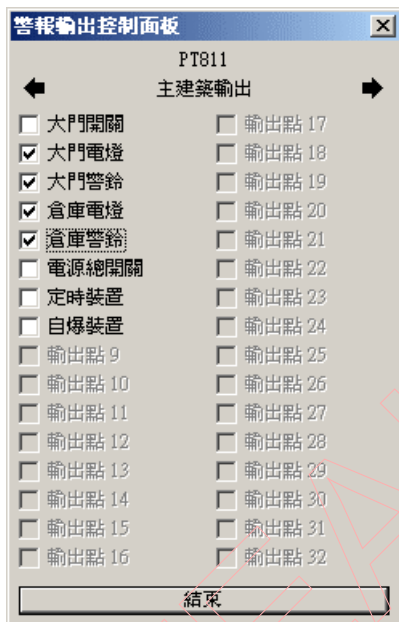 警報輸出控制面板
PT811
主建築輸出
大門開關
大門電燈
大門警鈴
倉庫電燈
倉庫警鈴
電源總開關
定時裝置
自爆裝置
輸出點 9
輸出點 10
輸出點 11
輸出點 12
輸出點 13
輸出點 14
輸出點 15
輸出點 16
輸出點 17
輸出點 18
輸出點 19
輸出點 20
輸出點 21
輸出點 22
輸出點 23
輸出點 24
輸出點 25
輸出點 26
輸出點 27
輸出點 28
輸出點 29
輸出點 30
輸出點 31
輸出點 32
結束